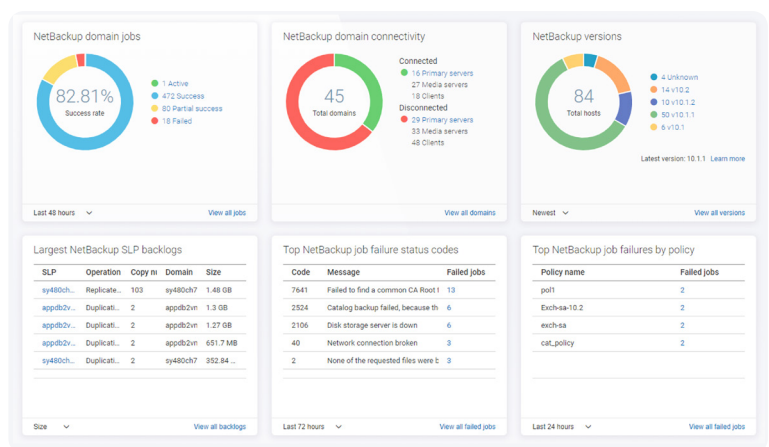 NetBackup domain jobs
82.81%
Success rate
1 Active
472 Success
80 Partial success
18 Failed
Last 48 hours
View all jobs
NetBackup domain connectivity
45
Total domains
Connected
16 Primary servers
27 Media servers
18 Clients
Disconnected
29 Primary servers
33 Media servers
48 Clients
View all domains
NetBackup versions
84
Total hosts
4 Unknown
14 v10.2
10 v10.1.2
50 v10.1.1
6 v10.1
Latest version: 10.1.1 Learn more
Newest
View all versions
Largest NetBackup SLP backlogs
SLP Operation Copy nu Domain Size
sy480ch... Replicate... 103 sy480ch7 1.48 GB
appdb2v... Duplicati... 2 appdb2vn 1.3 GB
appdb2v... Duplicati... 2 appdb2vn 1.27 GB
appdb2v... Duplicati... 2 appdb2vn 651.7 MB
sy480ch... Duplicati... 2 sy480ch7 352.84 ...
Size
View all backlogs
Top NetBackup job failure status codes
Code Message Failed jobs
7641 Failed to find a common CA Root f 13
2524 Catalog backup failed, because th 6
2106 Disk storage server is down 6
40 Network connection broken 3
2 None of the requested files were b 3
Last 72 hours
View all failed jobs
Top NetBackup job failures by policy
Policy name Failed jobs
pol1 2
Exch-sa-10.2 2
exch-sa 2
cat_policy 2
Last 24 hours
View all failed jobs